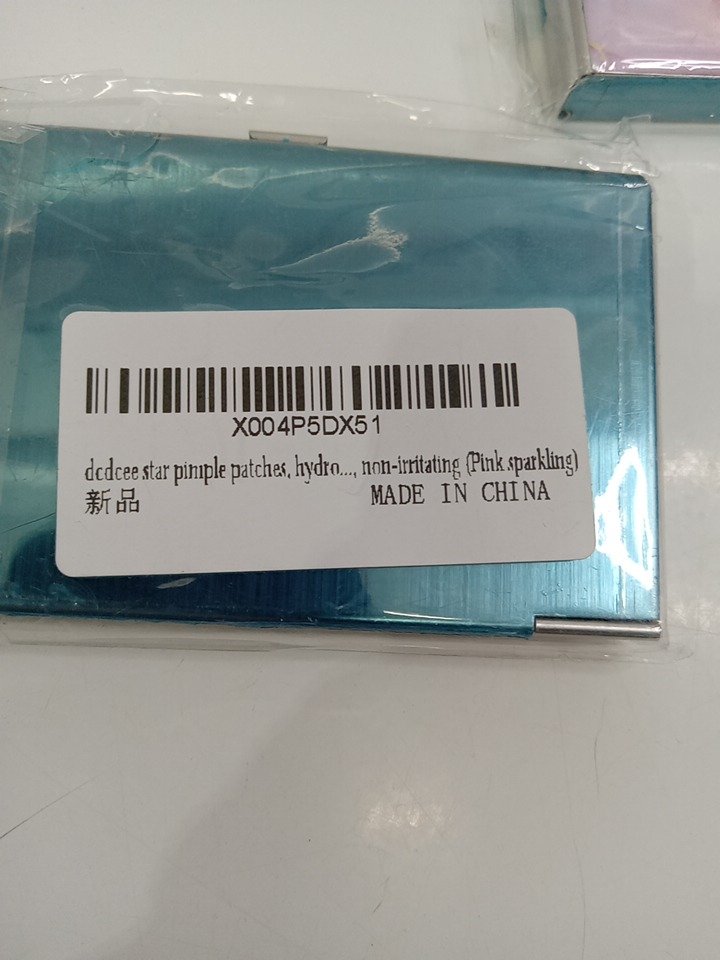 X004P5DX51
dcdcee star pimple patches, hydro..., non-irritating (Pink sparkling)
新品 MADE IN CHINA